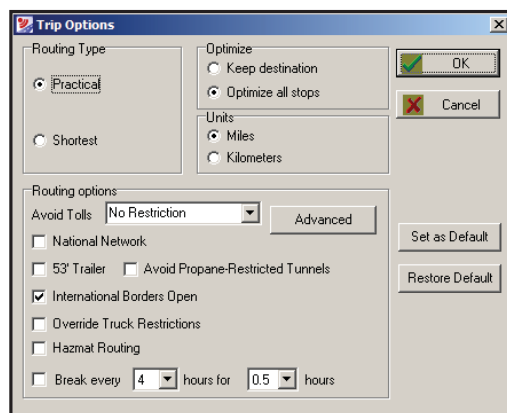 Trip Options
Routing Type
Practical
Shortest
Optimize
Keep destination
Optimize all stops
Units
Miles
Kilometers
OK
Cancel
Routing options
Avoid Tolls No Restriction Advanced
National Network
53' Trailer Avoid Propane-Restricted Tunnels
International Borders Open
Override Truck Restrictions
Hazmat Routing
Break every 4 hours for 0.5 hours
Set as Default
Restore Default